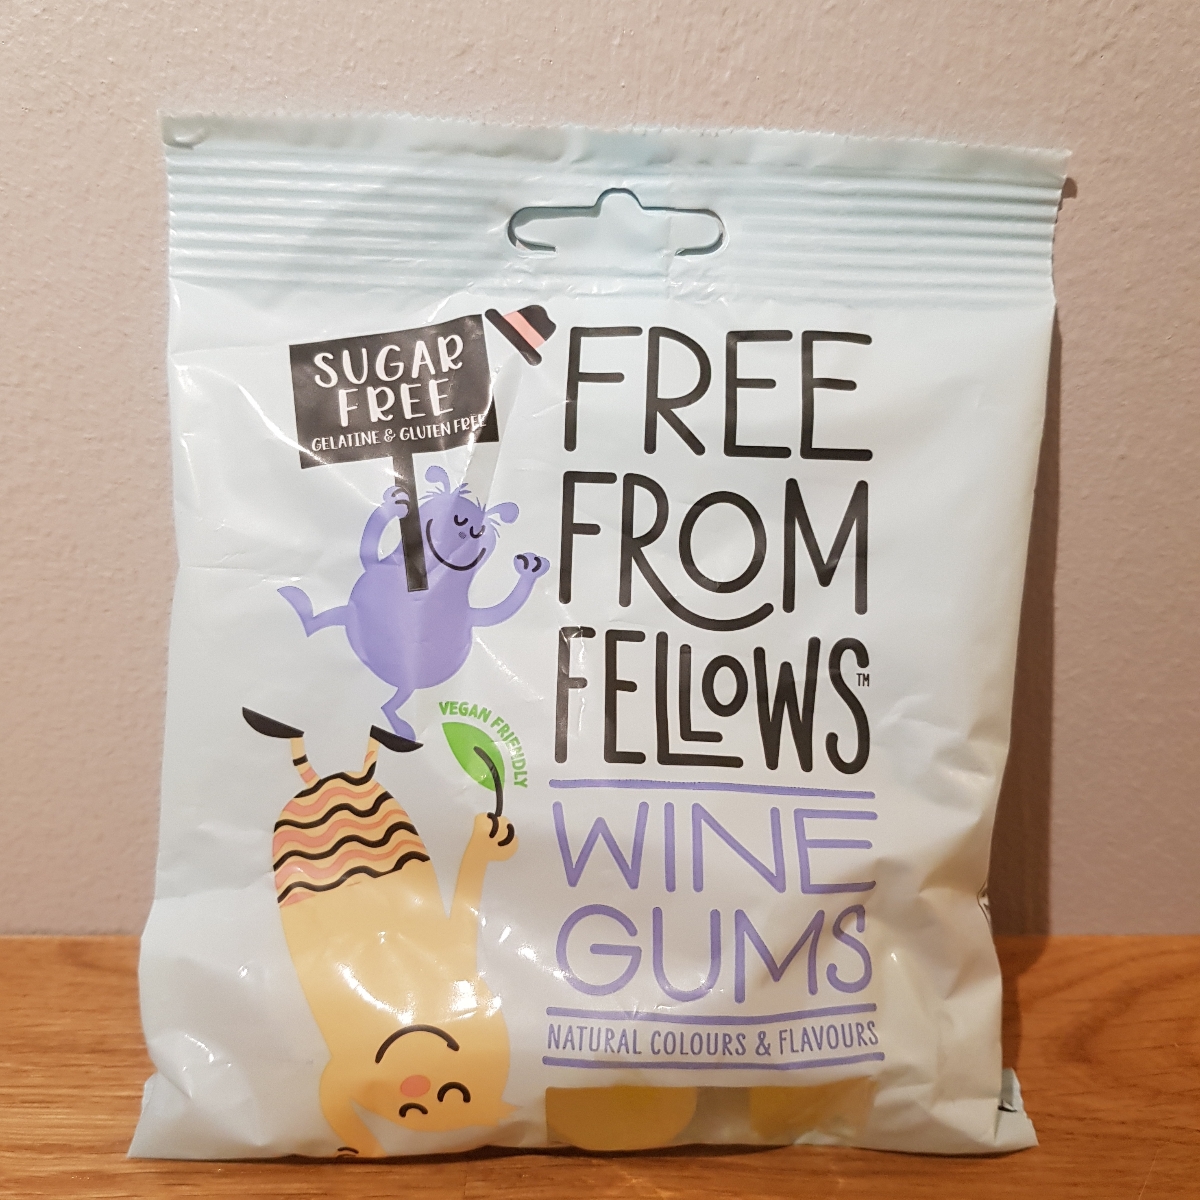 SUGAR
FREE
GELATINE & GLUTEN FREE
FREE
FROM
FELLOWS™
VEGAN FRIENDLY
WINE
GUMS
NATURAL COLOURS & FLAVOURS